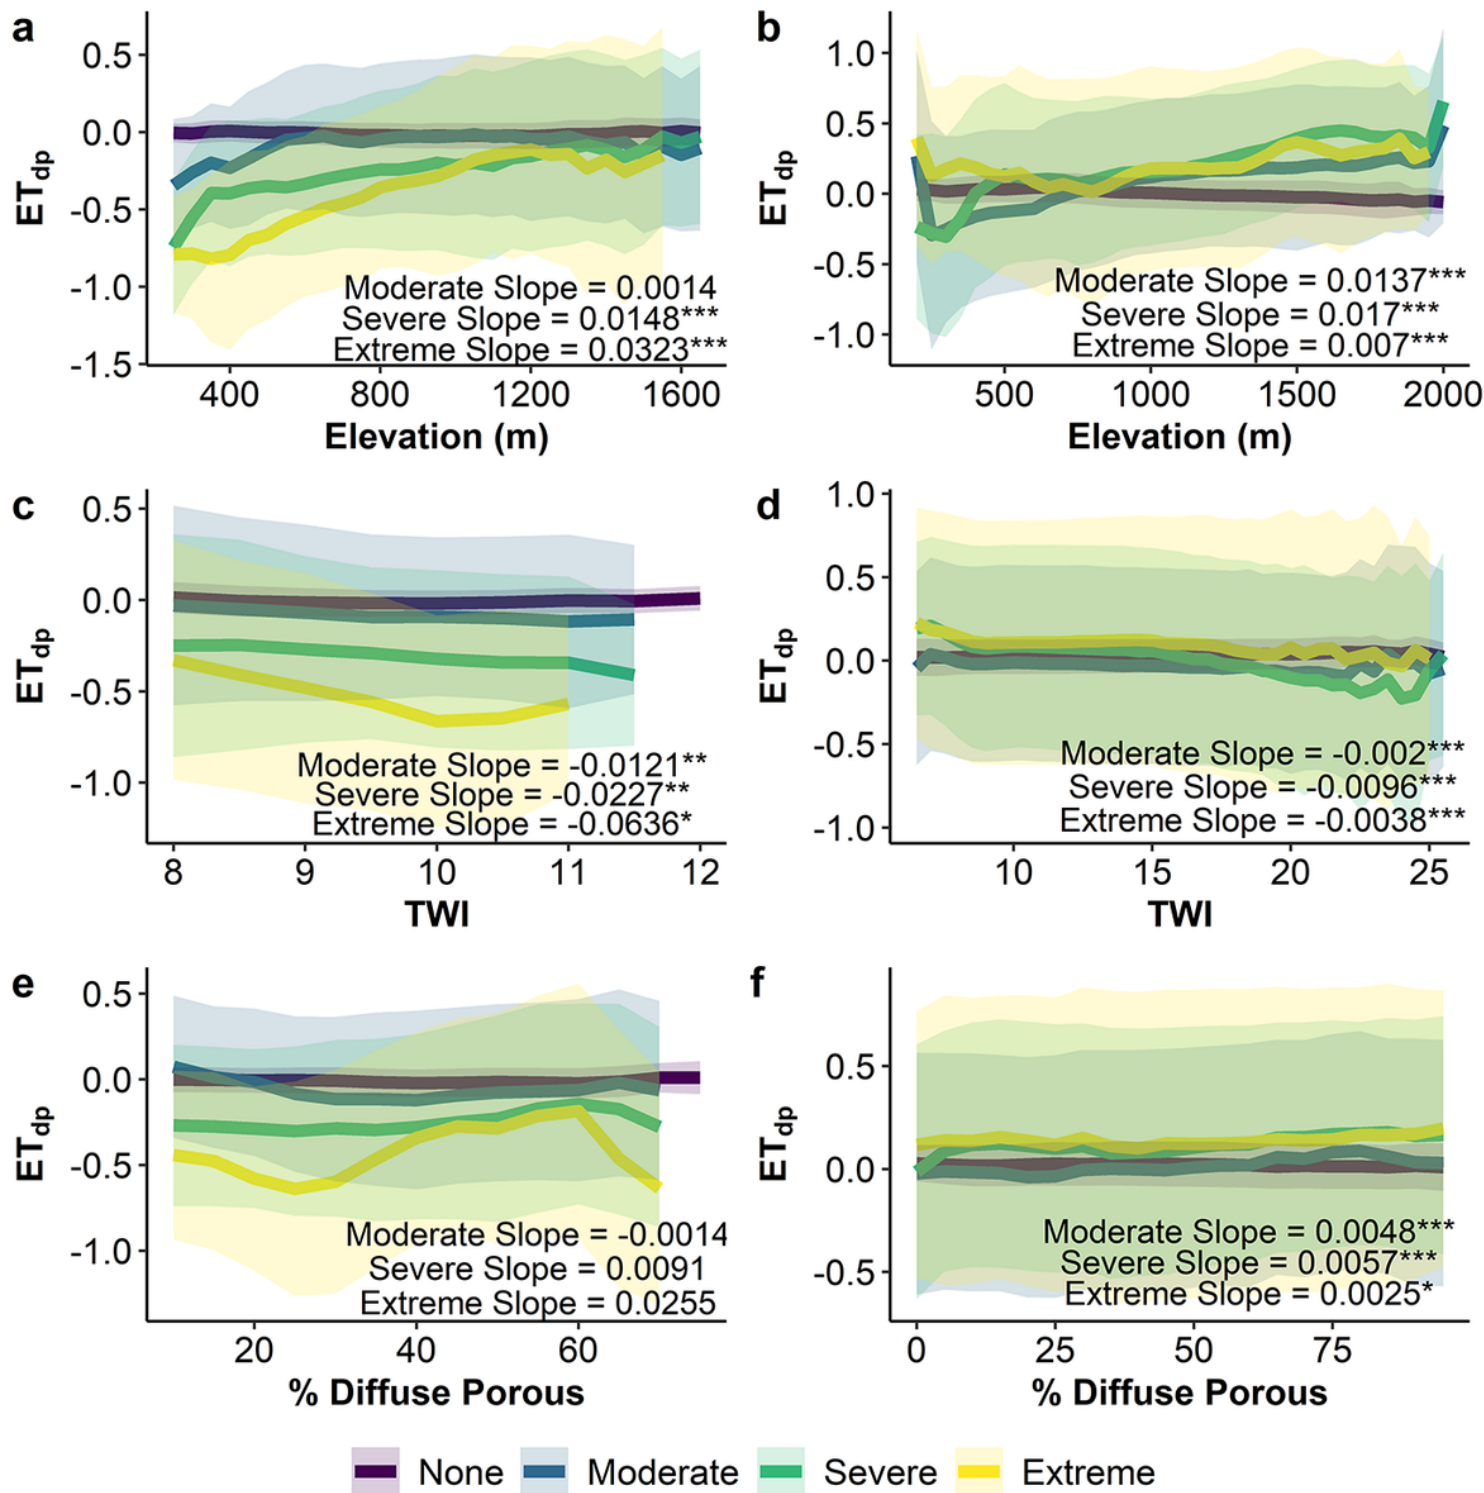 a
b
0.5
0.0
-0.5
-1.0
-1.5
ETdp
400
800
1200
1600
Elevation (m)
Moderate Slope = 0.0014
Severe Slope = 0.0148***
Extreme Slope = 0.0323***
1.0
0.5
0.0
-0.5
-1.0
ETdp
500
1000
1500
2000
Elevation (m)
Moderate Slope = 0.0137***
Severe Slope = 0.017***
Extreme Slope = 0.007***
c
d
0.5
0.0
-0.5
-1.0
ETdp
8
9
10
11
12
TWI
Moderate Slope = -0.0121**
Severe Slope = -0.0227**
Extreme Slope = -0.0636*
1.0
0.5
0.0
-0.5
-1.0
ETdp
10
15
20
25
TWI
Moderate Slope = -0.002***
Severe Slope = -0.0096***
Extreme Slope = -0.0038***
e
f
0.5
0.0
-0.5
-1.0
ETdp
20
40
60
% Diffuse Porous
Moderate Slope = -0.0014
Severe Slope = 0.0091
Extreme Slope = 0.0255
0.5
0.0
-0.5
ETdp
0
25
50
75
% Diffuse Porous
Moderate Slope = 0.0048***
Severe Slope = 0.0057***
Extreme Slope = 0.0025*
None
Moderate
Severe
Extreme